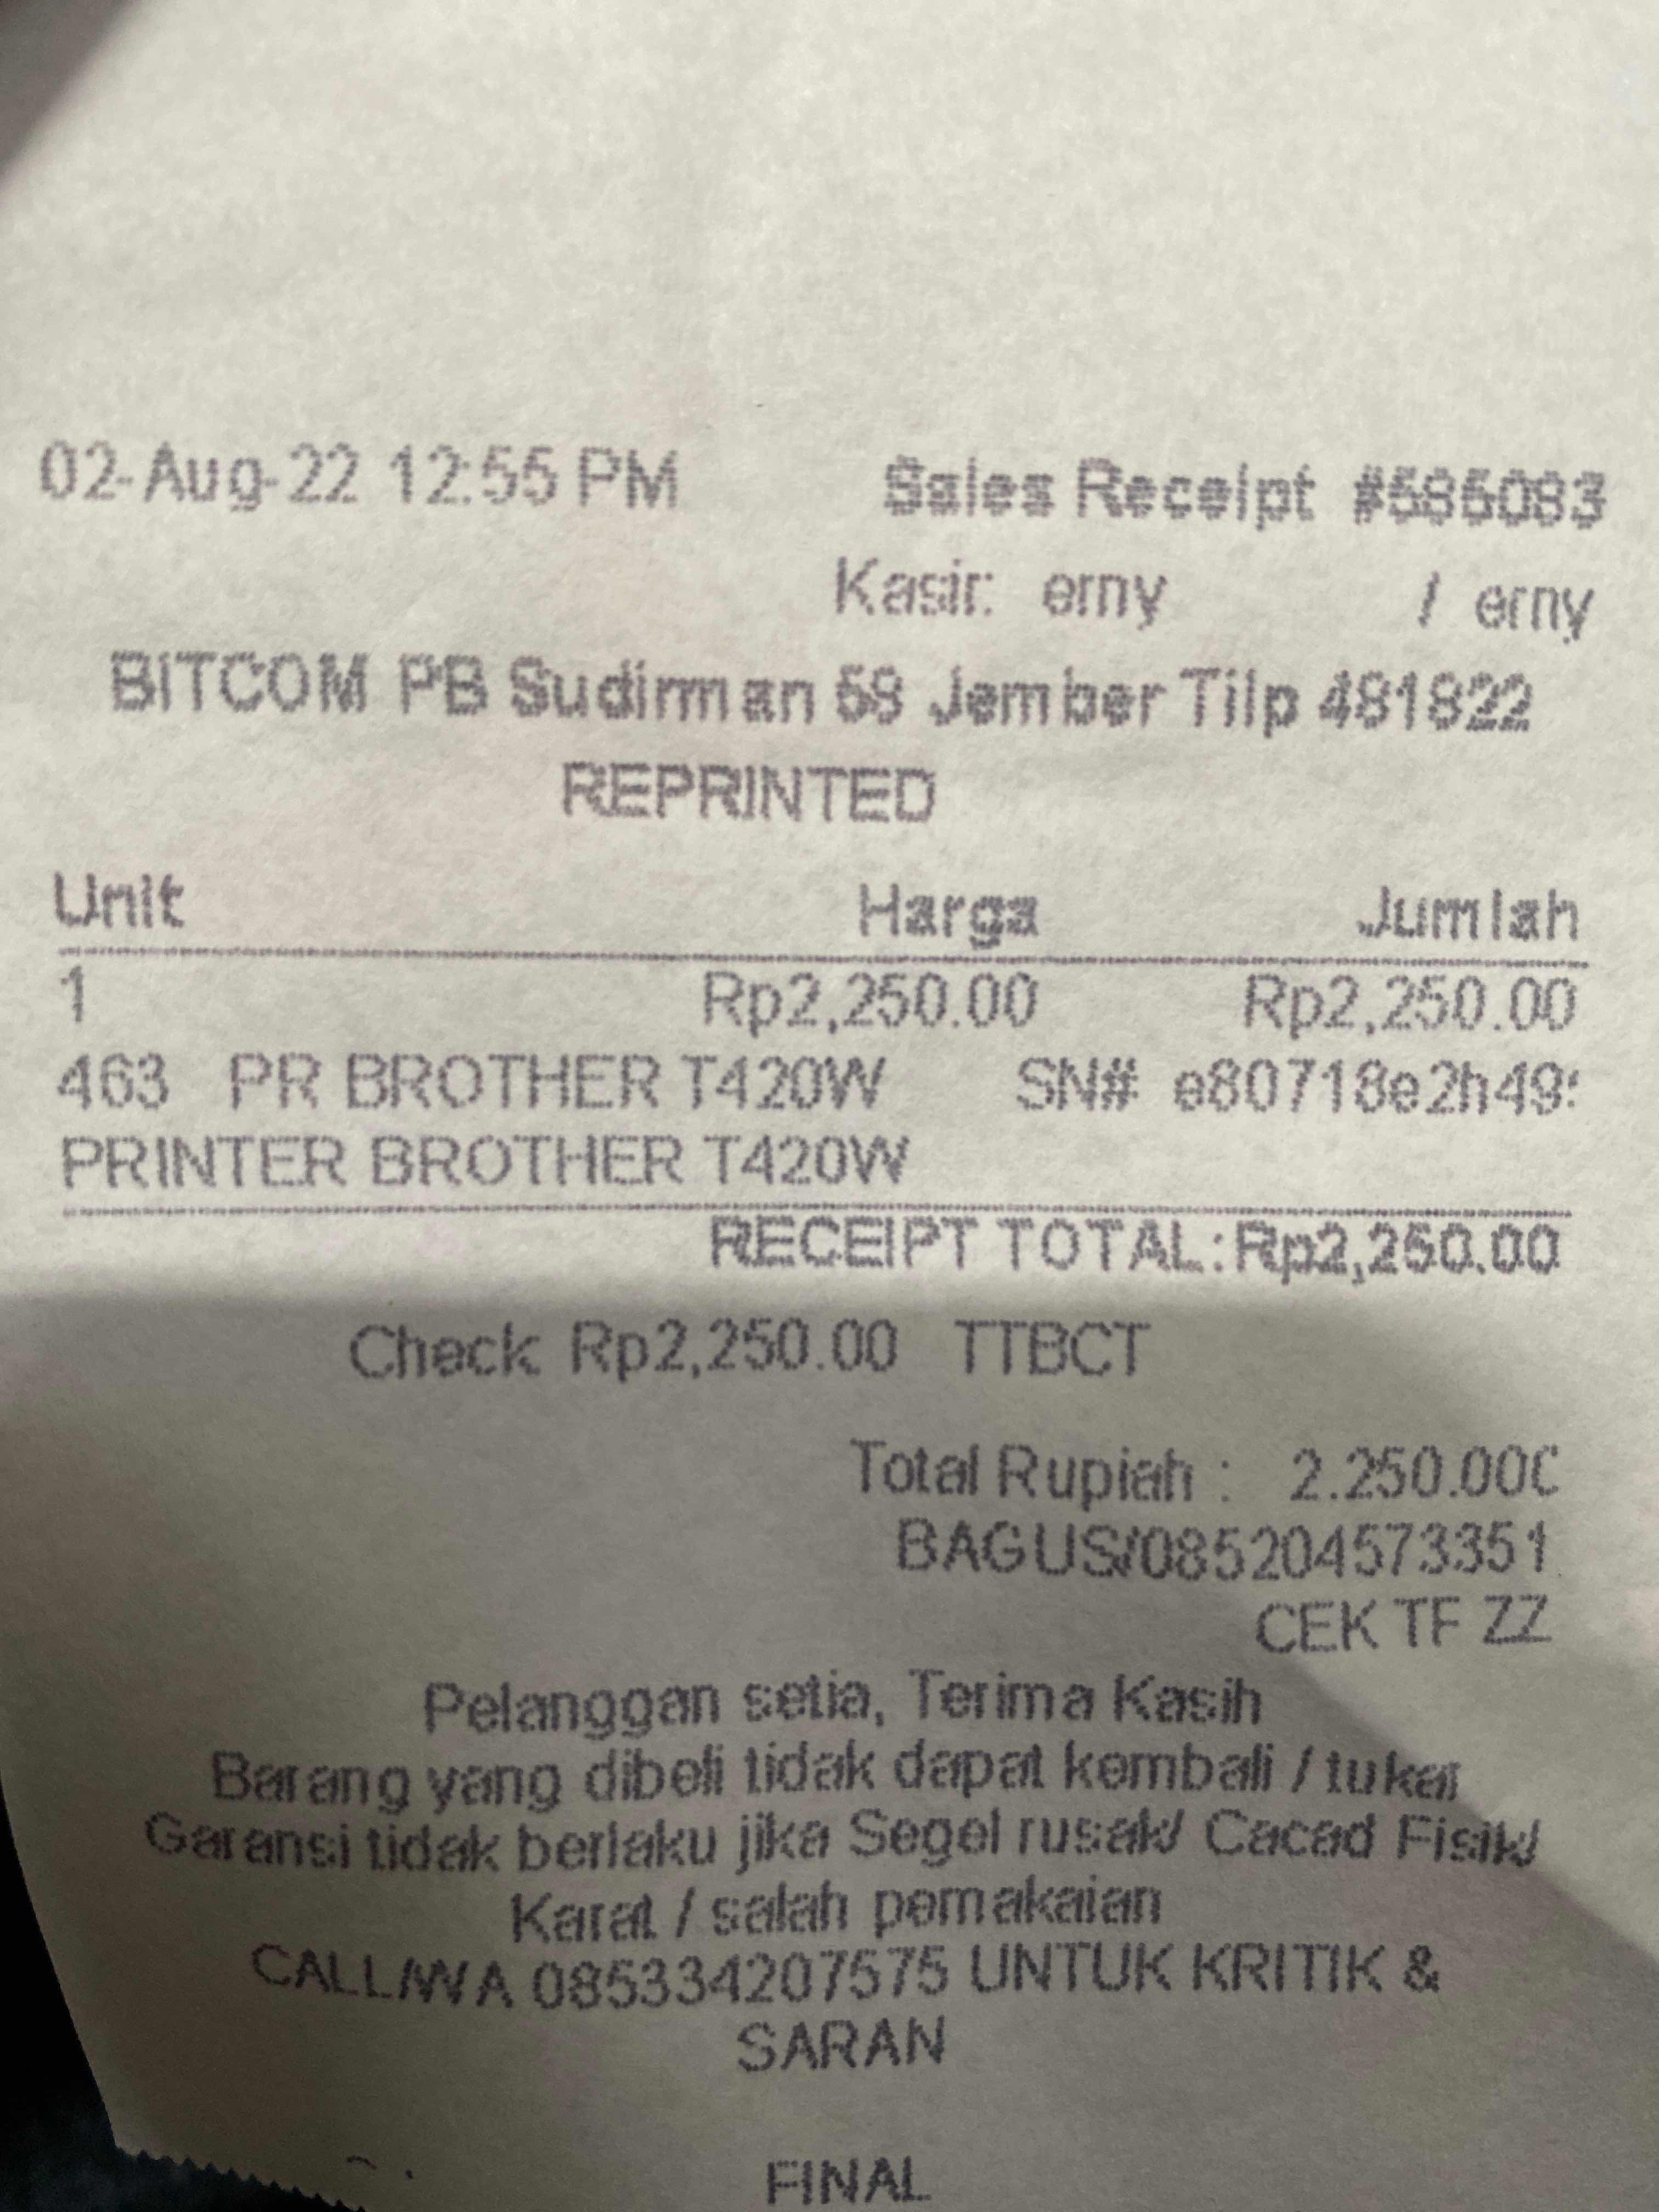 02-Aug-22 12:55 PM Sales Receipt #585083
Kasir: erny / erny
BITCOM PB Sudirman 58 Jember Tilp 481822
REPRINTED
Unit Harga Jumlah
1 Rp2,250.00 Rp2,250.00
463 PR BROTHER T420W SN# e80718e2h49
PRINTER BROTHER T420W
RECEIPT TOTAL: Rp2,250.00
Check Rp2,250.00 TTBCT
Total Rupiah : 2.250.000
BAGUS/085204573351
CEK TF ZZ
Pelanggan setia, Terima Kasih
Barang yang dibeli tidak dapat kembali / tukar
Garansi tidak berlaku jika Segel rusak/ Cacad Fisik/
Karat / salah pemakaian
CALL/WA 085334207575 UNTUK KRITIK &
SARAN
FINAL